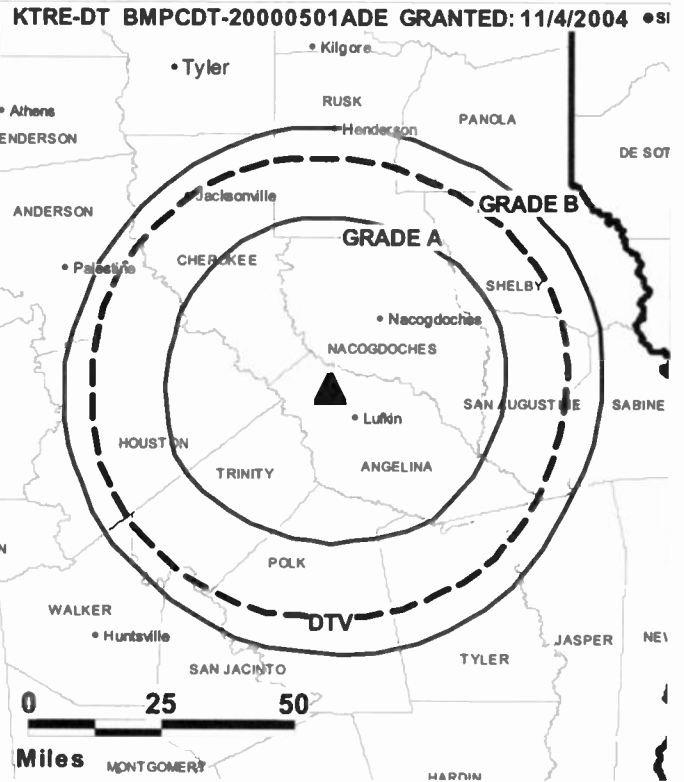 KTRE-DT BMPCDT-20000501ADE GRANTED: 11/4/2004
Kilgore
Tyler
RUSK
Athens
PANOLA
Henderson
ENDERSON
DE SOT
Jacksonville
ANDERSON
GRADE B
GRADE A
CHEROKEE
Palestine
SHELBY
Nacogdoches
NACOGDOCHES
SAN AUGUSTINE
SABINE
Lufkin
HOUSTON
TRINITY
ANGELINA
N
POLK
WALKER
DTV
Huntsville
JASPER
NEV
SAN JACINTO
TYLER
0 25 50
Miles
MONTGOMERY
HARDIN